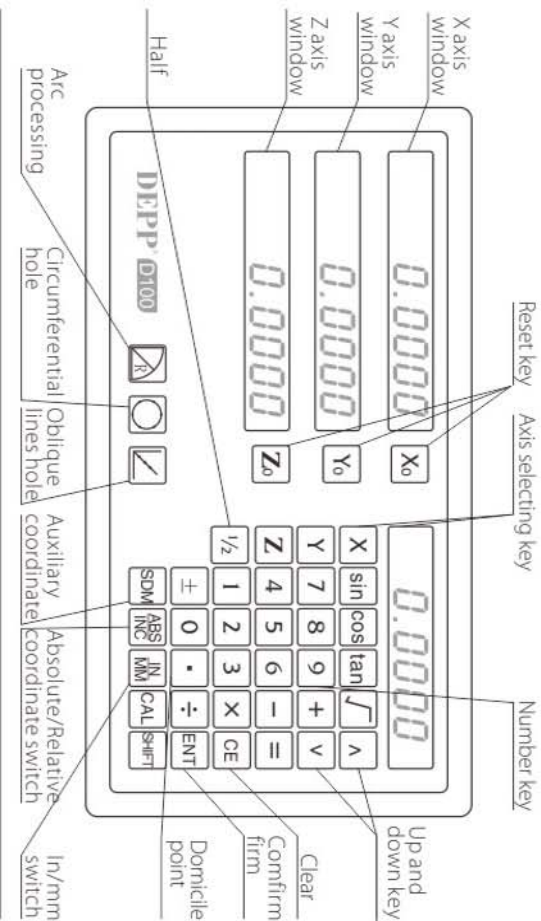 Reset key
Axis selecting key
Number key
Up and
down key
X axis
window
Y axis
window
Z axis
window
Half
Clear
Comfirm
firm
Domicile
point
0.0000
0.0000
0.0000
0.0000
X₀
Y₀
Z₀
X sin cos tan √ ∧
Y 7 8 9 + ∨
Z 4 5 6 − =
½ 1 2 3 × CE
± 0 . ÷ ENT
SDM ABS INC IN MM CAL SHIFT
DEPP® D100
R
Arc
processing
Circumferential
hole
Oblique
lines hole
Auxiliary
coordinate
Absolute/Relative
coordinate switch
In/mm
switch